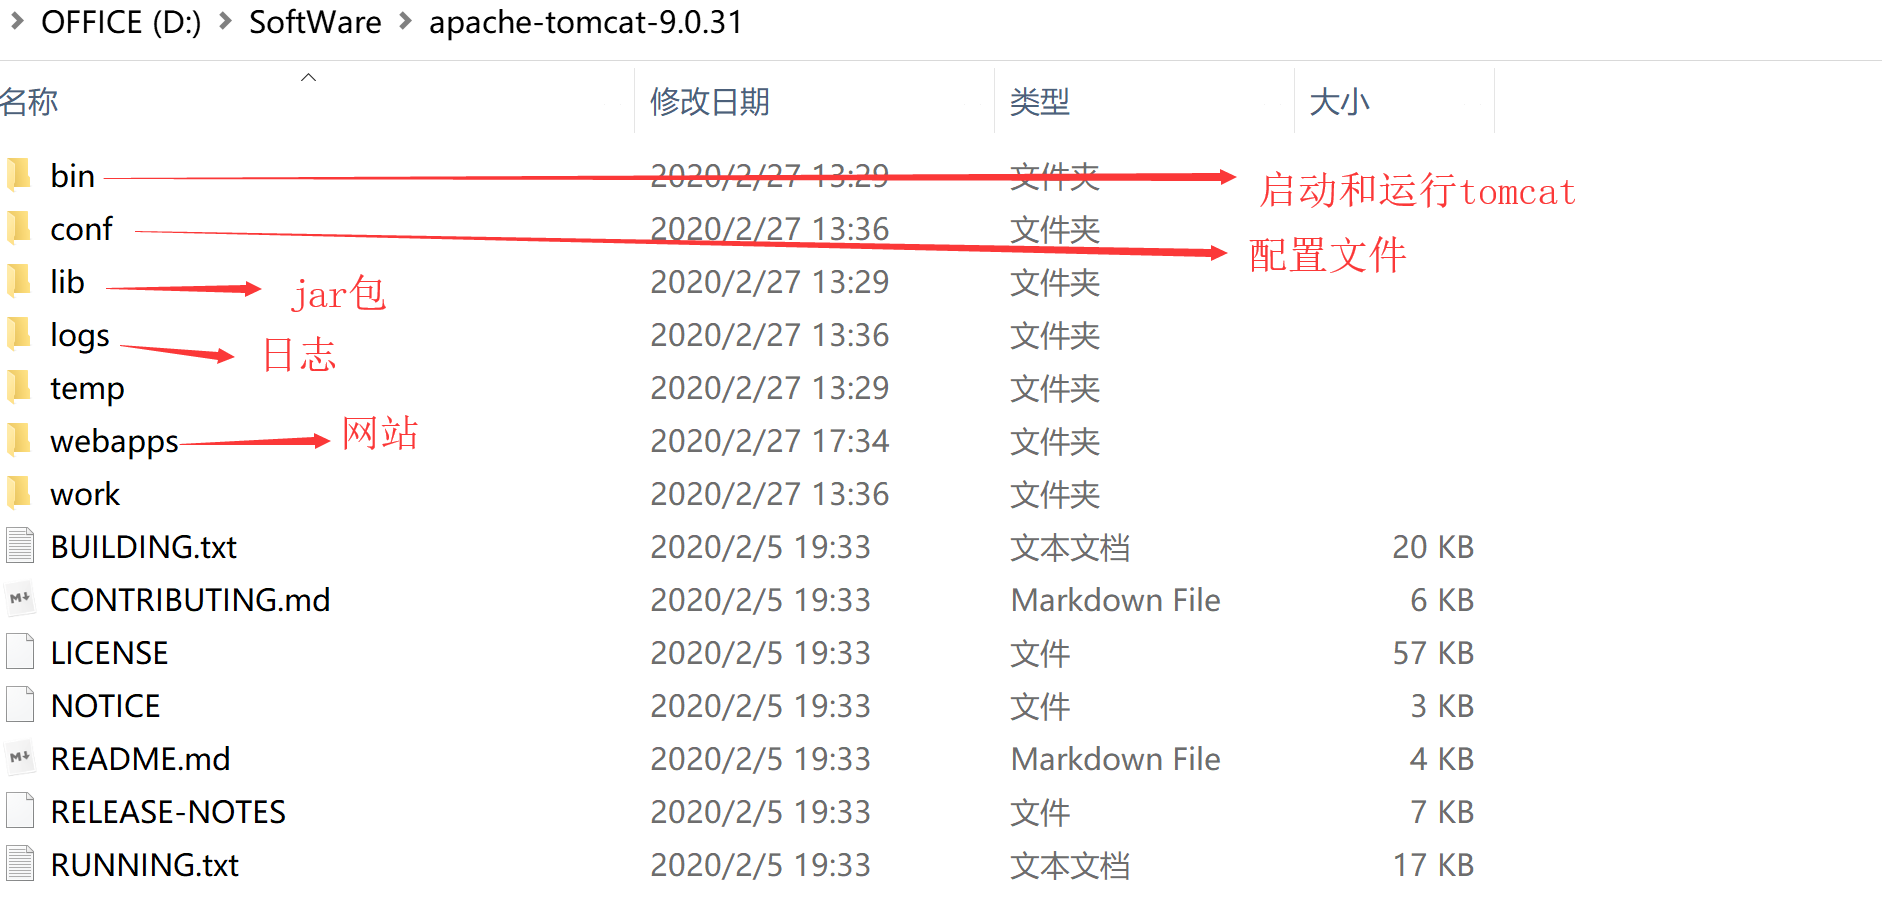 OFFICE (D:) SoftWare apache-tomcat-9.0.31
名称 修改日期 类型 大小
bin 2020/2/27 13:29 文件夹 启动和运行tomcat
conf 2020/2/27 13:36 文件夹 配置文件
lib jar包 2020/2/27 13:29 文件夹
logs 日志 2020/2/27 13:36 文件夹
temp 2020/2/27 13:29 文件夹
webapps 网站 2020/2/27 17:34 文件夹
work 2020/2/27 13:36 文件夹
BUILDING.txt 2020/2/5 19:33 文本文档 20 KB
CONTRIBUTING.md 2020/2/5 19:33 Markdown File 6 KB
LICENSE 2020/2/5 19:33 文件 57 KB
NOTICE 2020/2/5 19:33 文件 3 KB
README.md 2020/2/5 19:33 Markdown File 4 KB
RELEASE-NOTES 2020/2/5 19:33 文件 7 KB
RUNNING.txt 2020/2/5 19:33 文本文档 17 KB